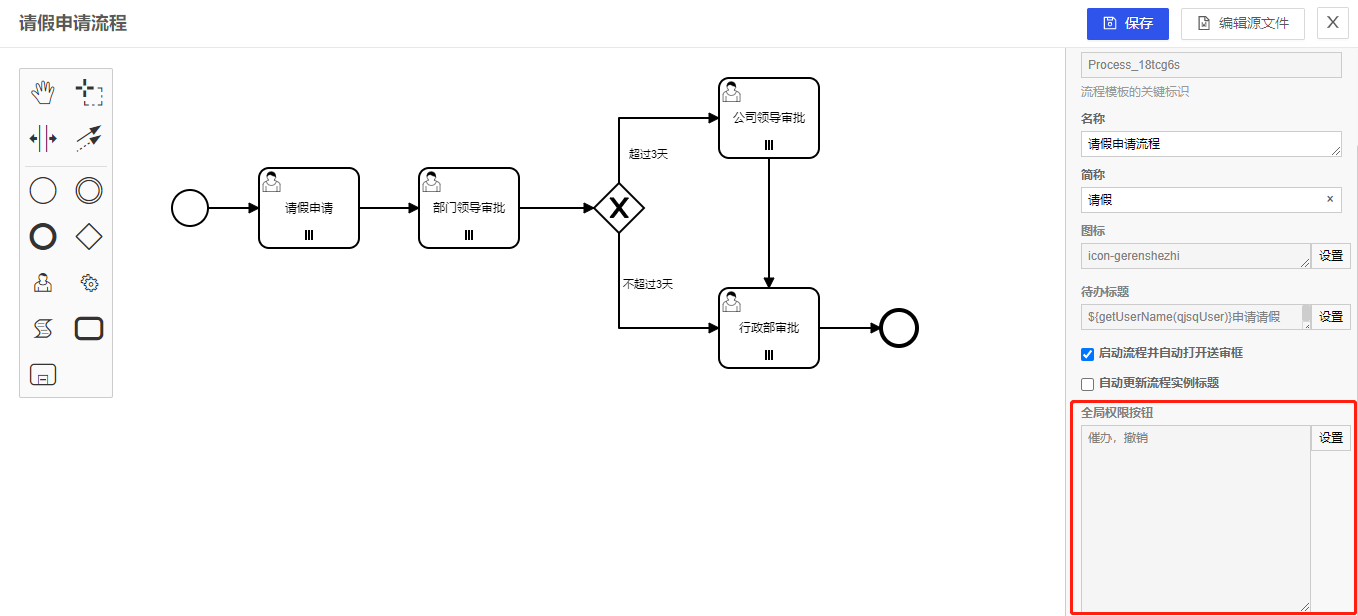 请假申请流程
保存
编辑源文件
X
请假申请
部门领导审批
X
超过3天
不超过3天
公司领导审批
行政部审批
Process_18tcg6s
流程模板的关键标识
名称
请假申请流程
简称
请假
×
图标
icon-gerenshezhi
设置
待办标题
${getUserName(qjsqUser)}申请请假
设置
启动流程并自动打开送审框
自动更新流程实例标题
全局权限按钮
催办，撤销
设置